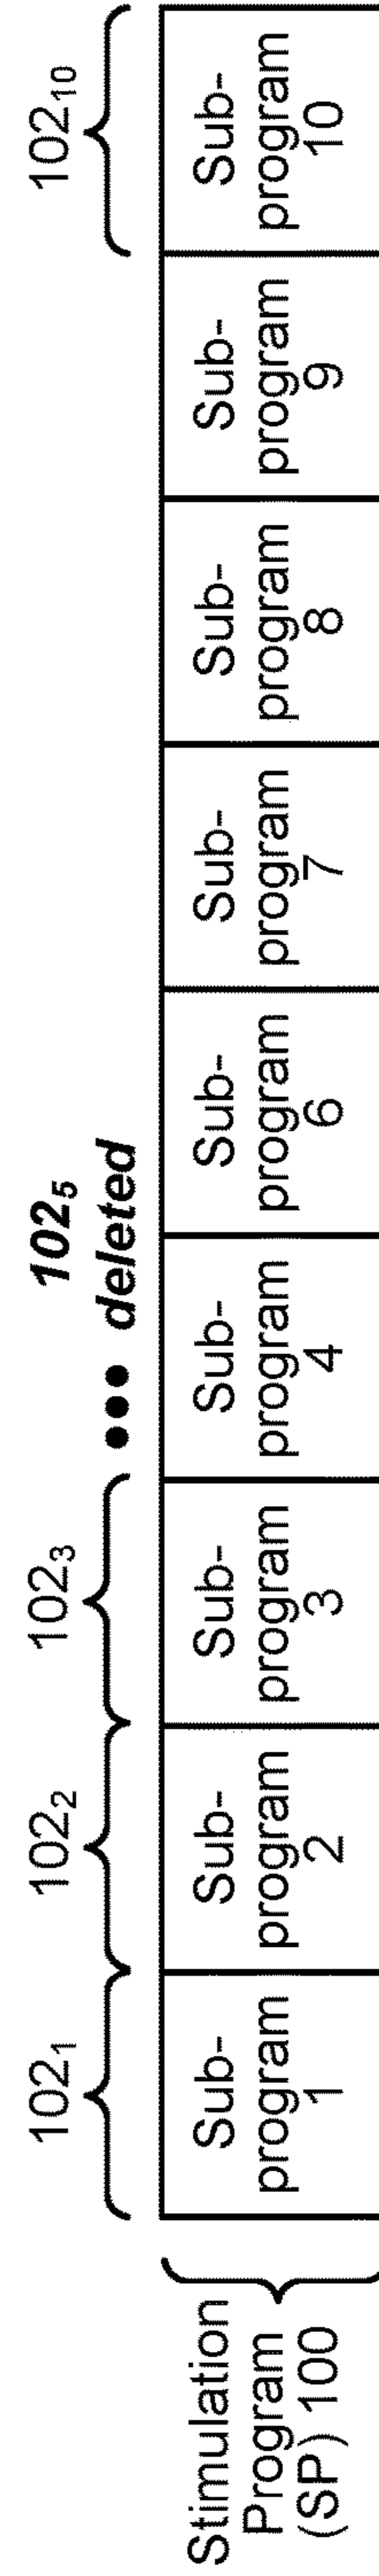 102₁
102₂
102₃
••• 102₅
deleted
102₁₀
Stimulation
Program
(SP) 100
Sub-
program
1
Sub-
program
2
Sub-
program
3
Sub-
program
4
Sub-
program
6
Sub-
program
7
Sub-
program
8
Sub-
program
9
Sub-
program
10